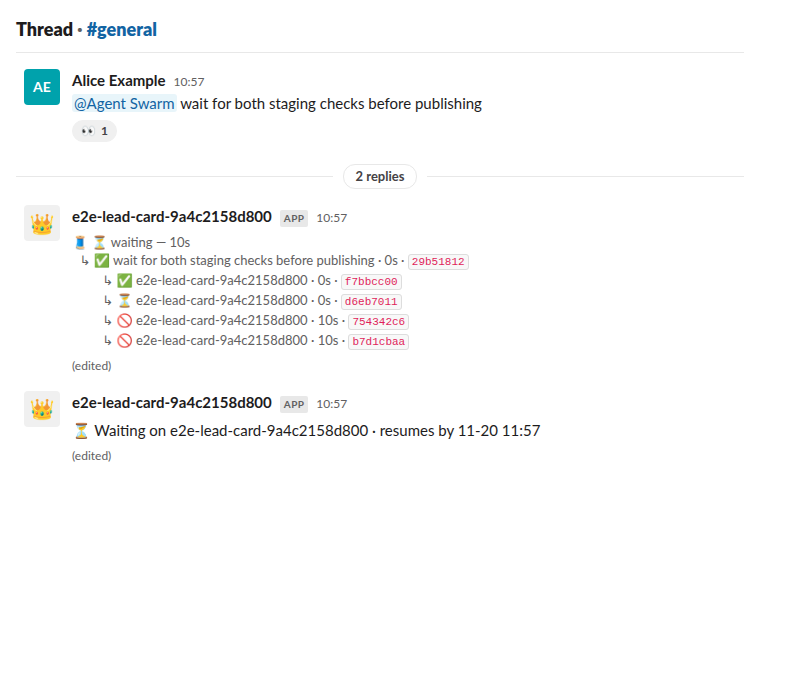 Thread • #general
AE
Alice Example 10:57
@Agent Swarm wait for both staging checks before publishing
👀 1
2 replies
e2e-lead-card-9a4c2158d800 APP 10:57
🧵 ⏳ waiting — 10s
↳ ✅ wait for both staging checks before publishing · 0s · 29b51812
↳ ✅ e2e-lead-card-9a4c2158d800 · 0s · f7bbcc00
↳ ⏳ e2e-lead-card-9a4c2158d800 · 0s · d6eb7011
↳ 🚫 e2e-lead-card-9a4c2158d800 · 10s · 754342c6
↳ 🚫 e2e-lead-card-9a4c2158d800 · 10s · b7d1cbaa
(edited)
e2e-lead-card-9a4c2158d800 APP 10:57
⏳ Waiting on e2e-lead-card-9a4c2158d800 · resumes by 11-20 11:57
(edited)